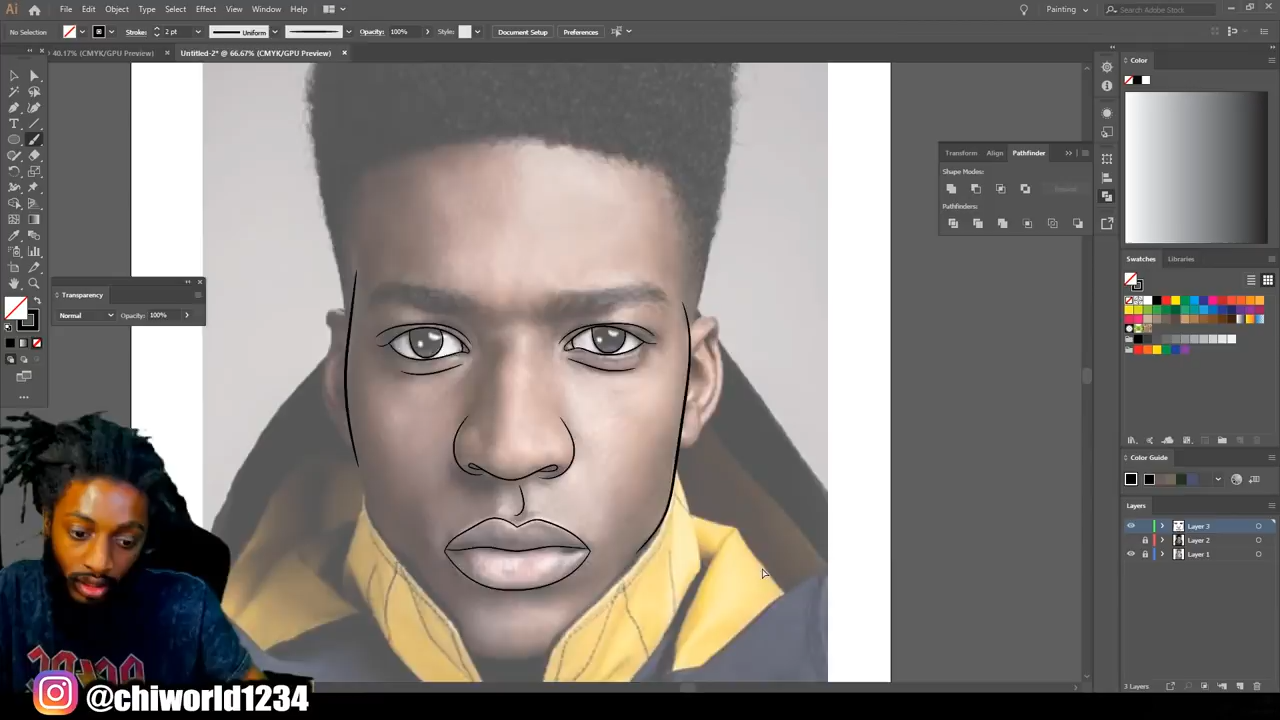 Ai File Edit Object Type Select Effect View Window Help Painting Search Adobe Stock
No Selection Stroke: 2 pt Uniform Opacity: 100% Style: Document Setup Preferences
40.17% (CMYK/GPU Preview) × Untitled-2* @ 66.67% (CMYK/GPU Preview) ×
Color
Transform Align Pathfinder
Shape Modes:
Pathfinders:
Swatches Libraries
Transparency
Normal Opacity: 100%
Color Guide
Layers
Layer 3
Layer 2
Layer 1
3 Layers
@chiworld1234